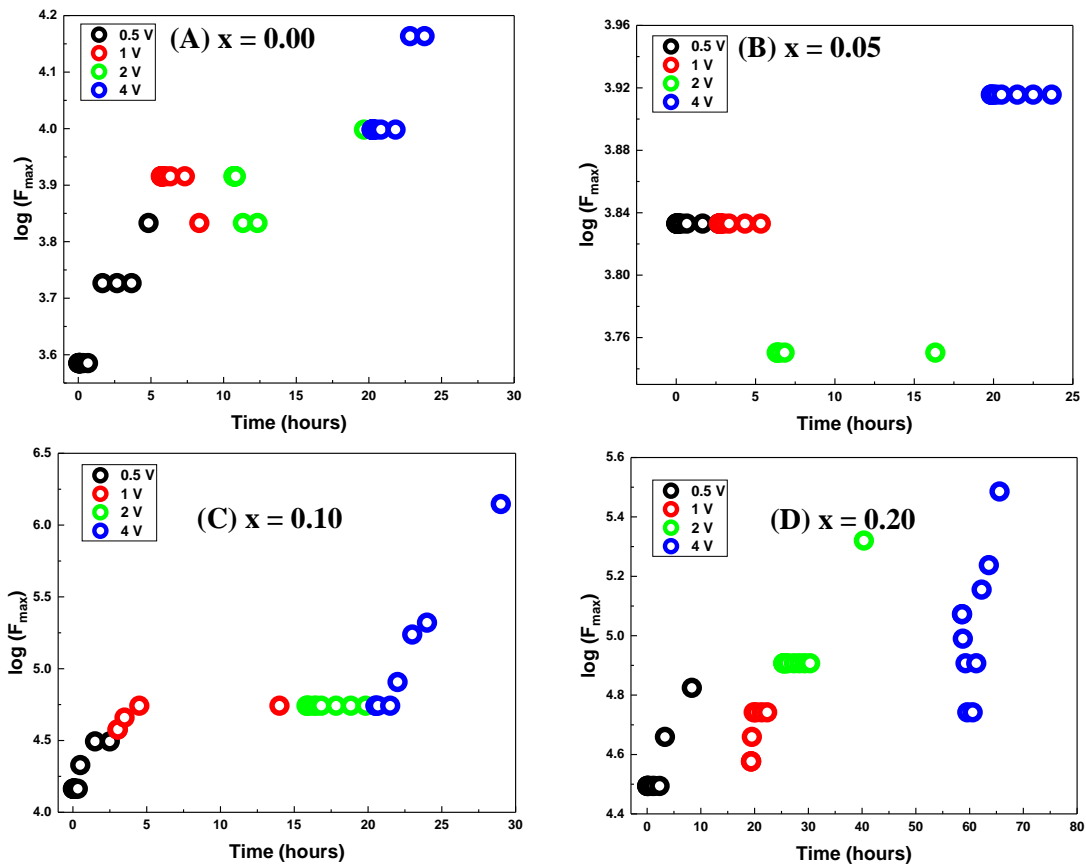 (A) x = 0.00
0.5 V
1 V
2 V
4 V
log (F_max)
4.2
4.1
4.0
3.9
3.8
3.7
3.6
0 5 10 15 20 25 30
Time (hours)
(B) x = 0.05
0.5 V
1 V
2 V
4 V
log (F_max)
3.96
3.92
3.88
3.84
3.80
3.76
0 5 10 15 20 25
Time (hours)
(C) x = 0.10
0.5 V
1 V
2 V
4 V
log (F_max)
6.5
6.0
5.5
5.0
4.5
4.0
0 5 10 15 20 25 30
Time (hours)
(D) x = 0.20
0.5 V
1 V
2 V
4 V
log (F_max)
5.6
5.4
5.2
5.0
4.8
4.6
4.4
0 10 20 30 40 50 60 70 80
Time (hours)